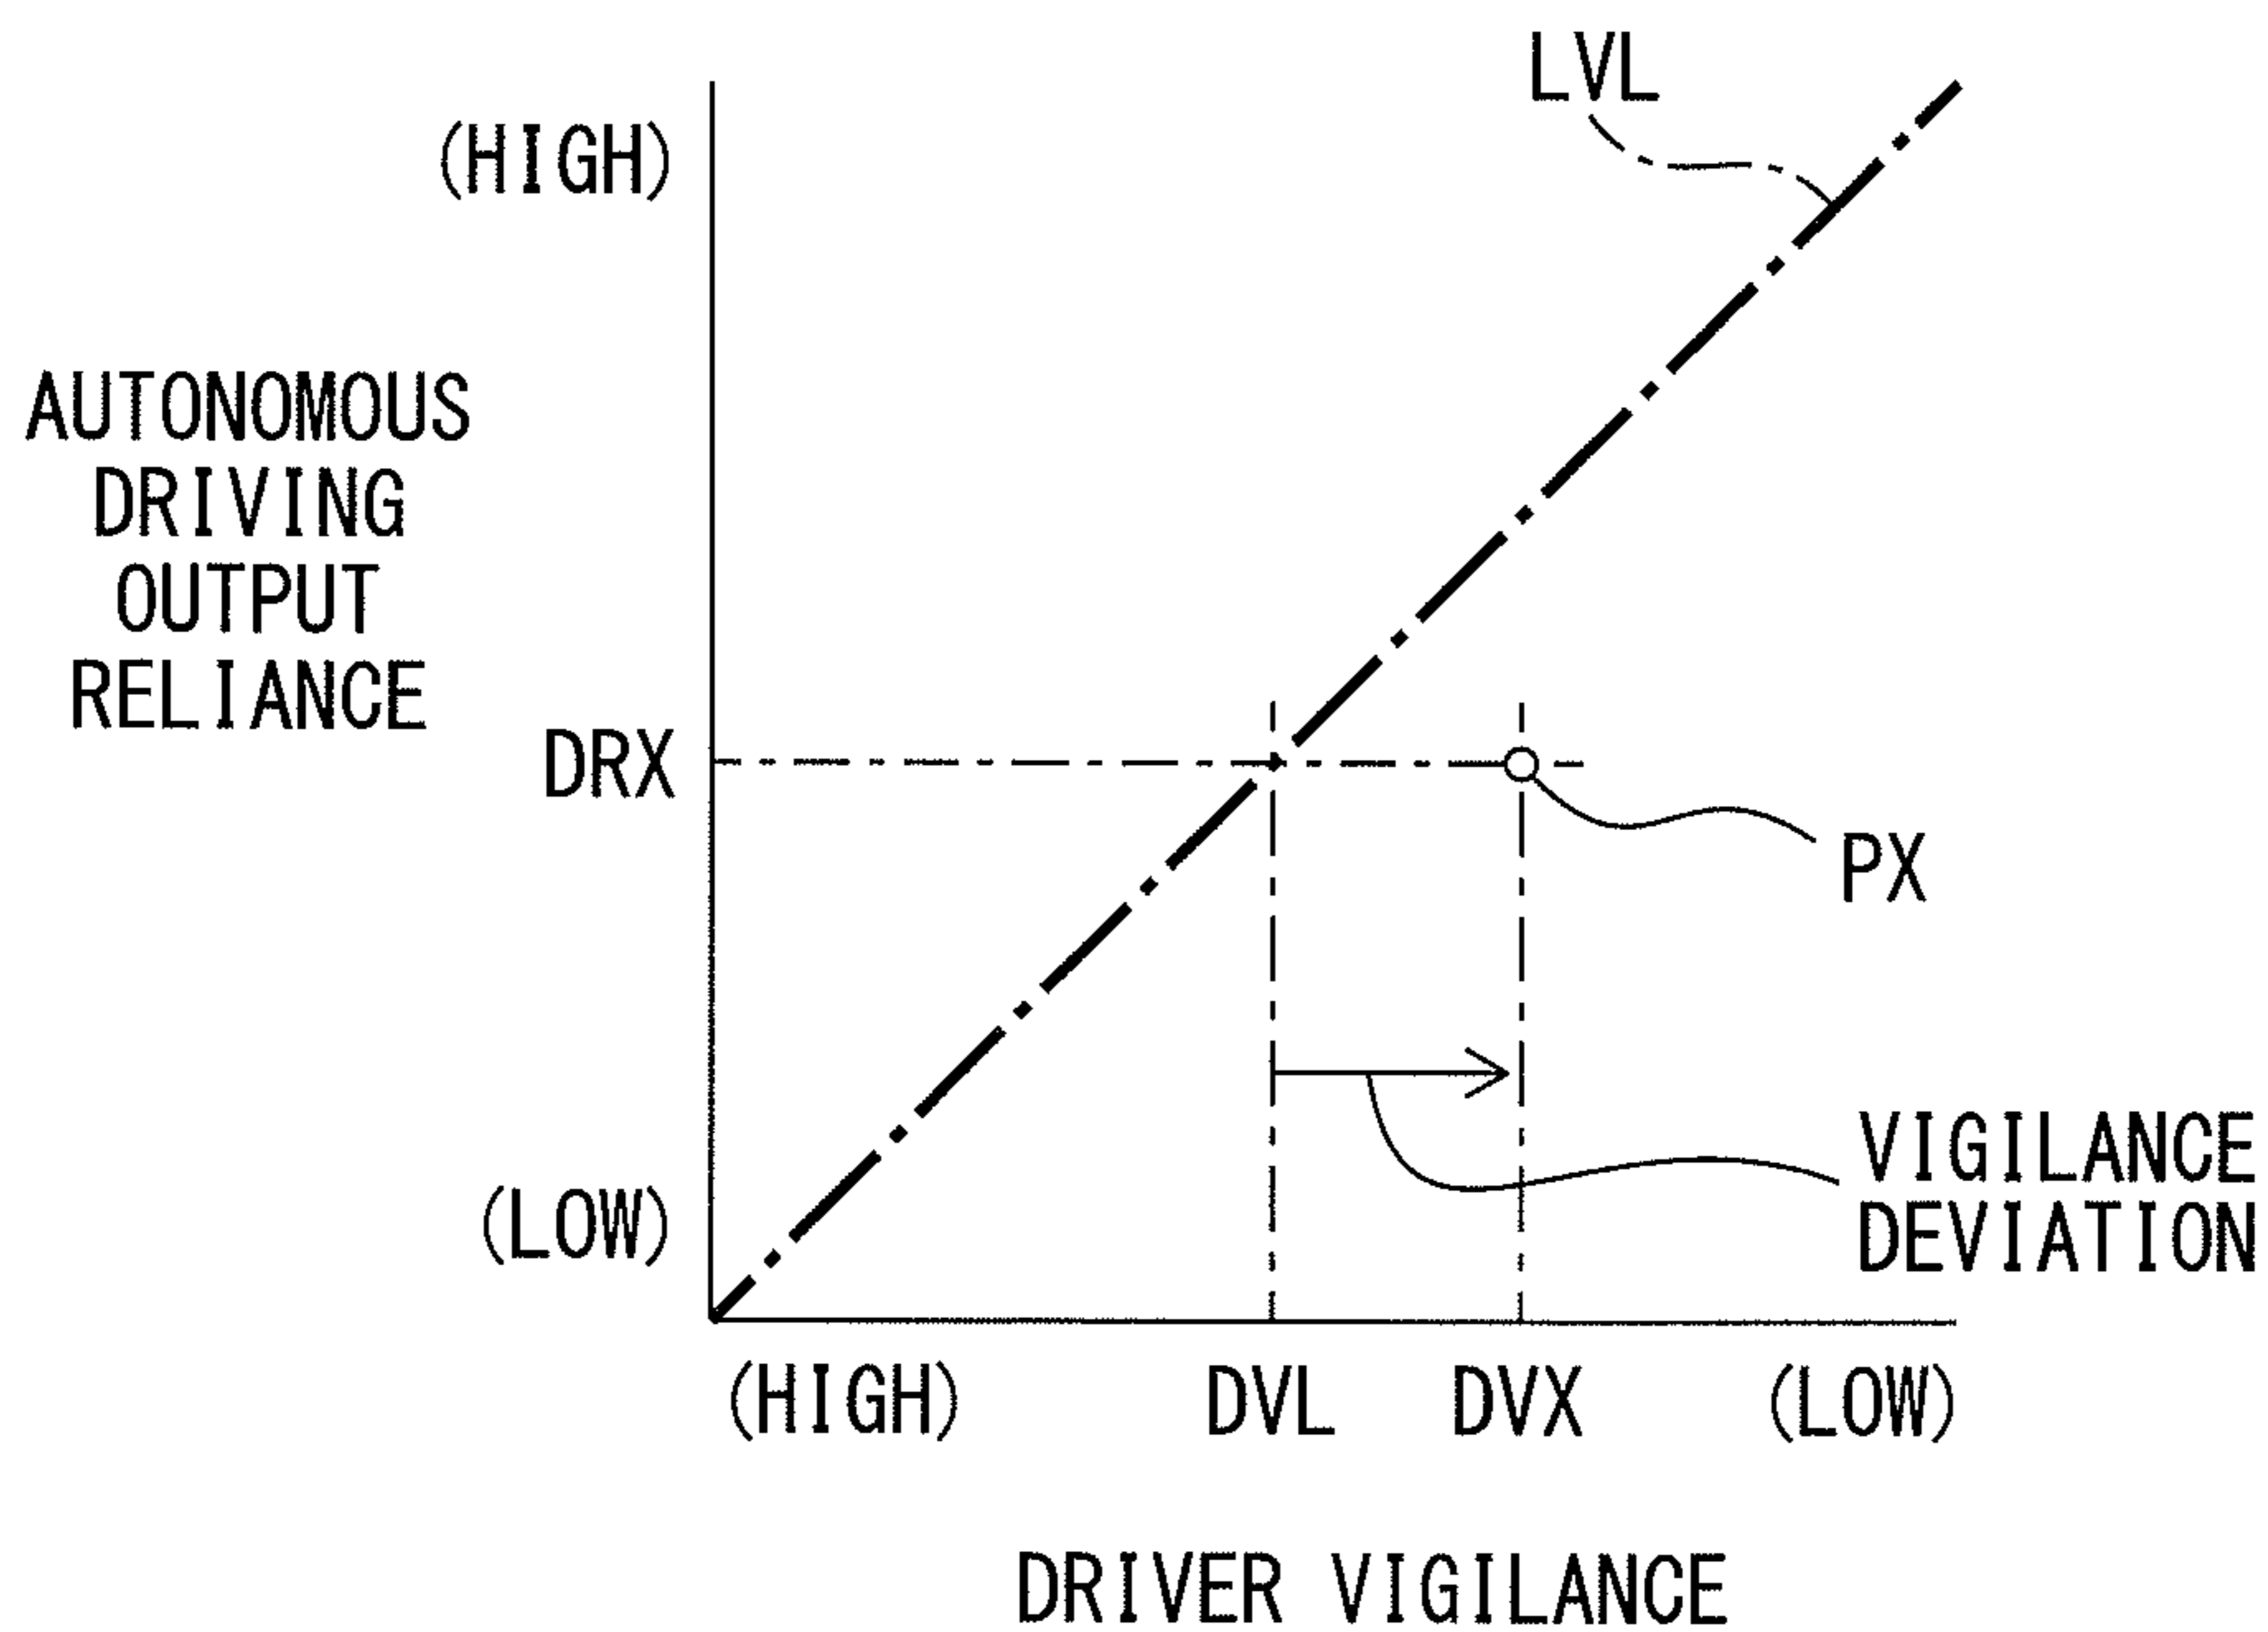 LVL
(HIGH)
AUTONOMOUS
DRIVING
OUTPUT
RELIANCE
DRX
PX
VIGILANCE
DEVIATION
(LOW)
(HIGH) DVL DVX (LOW)
DRIVER VIGILANCE